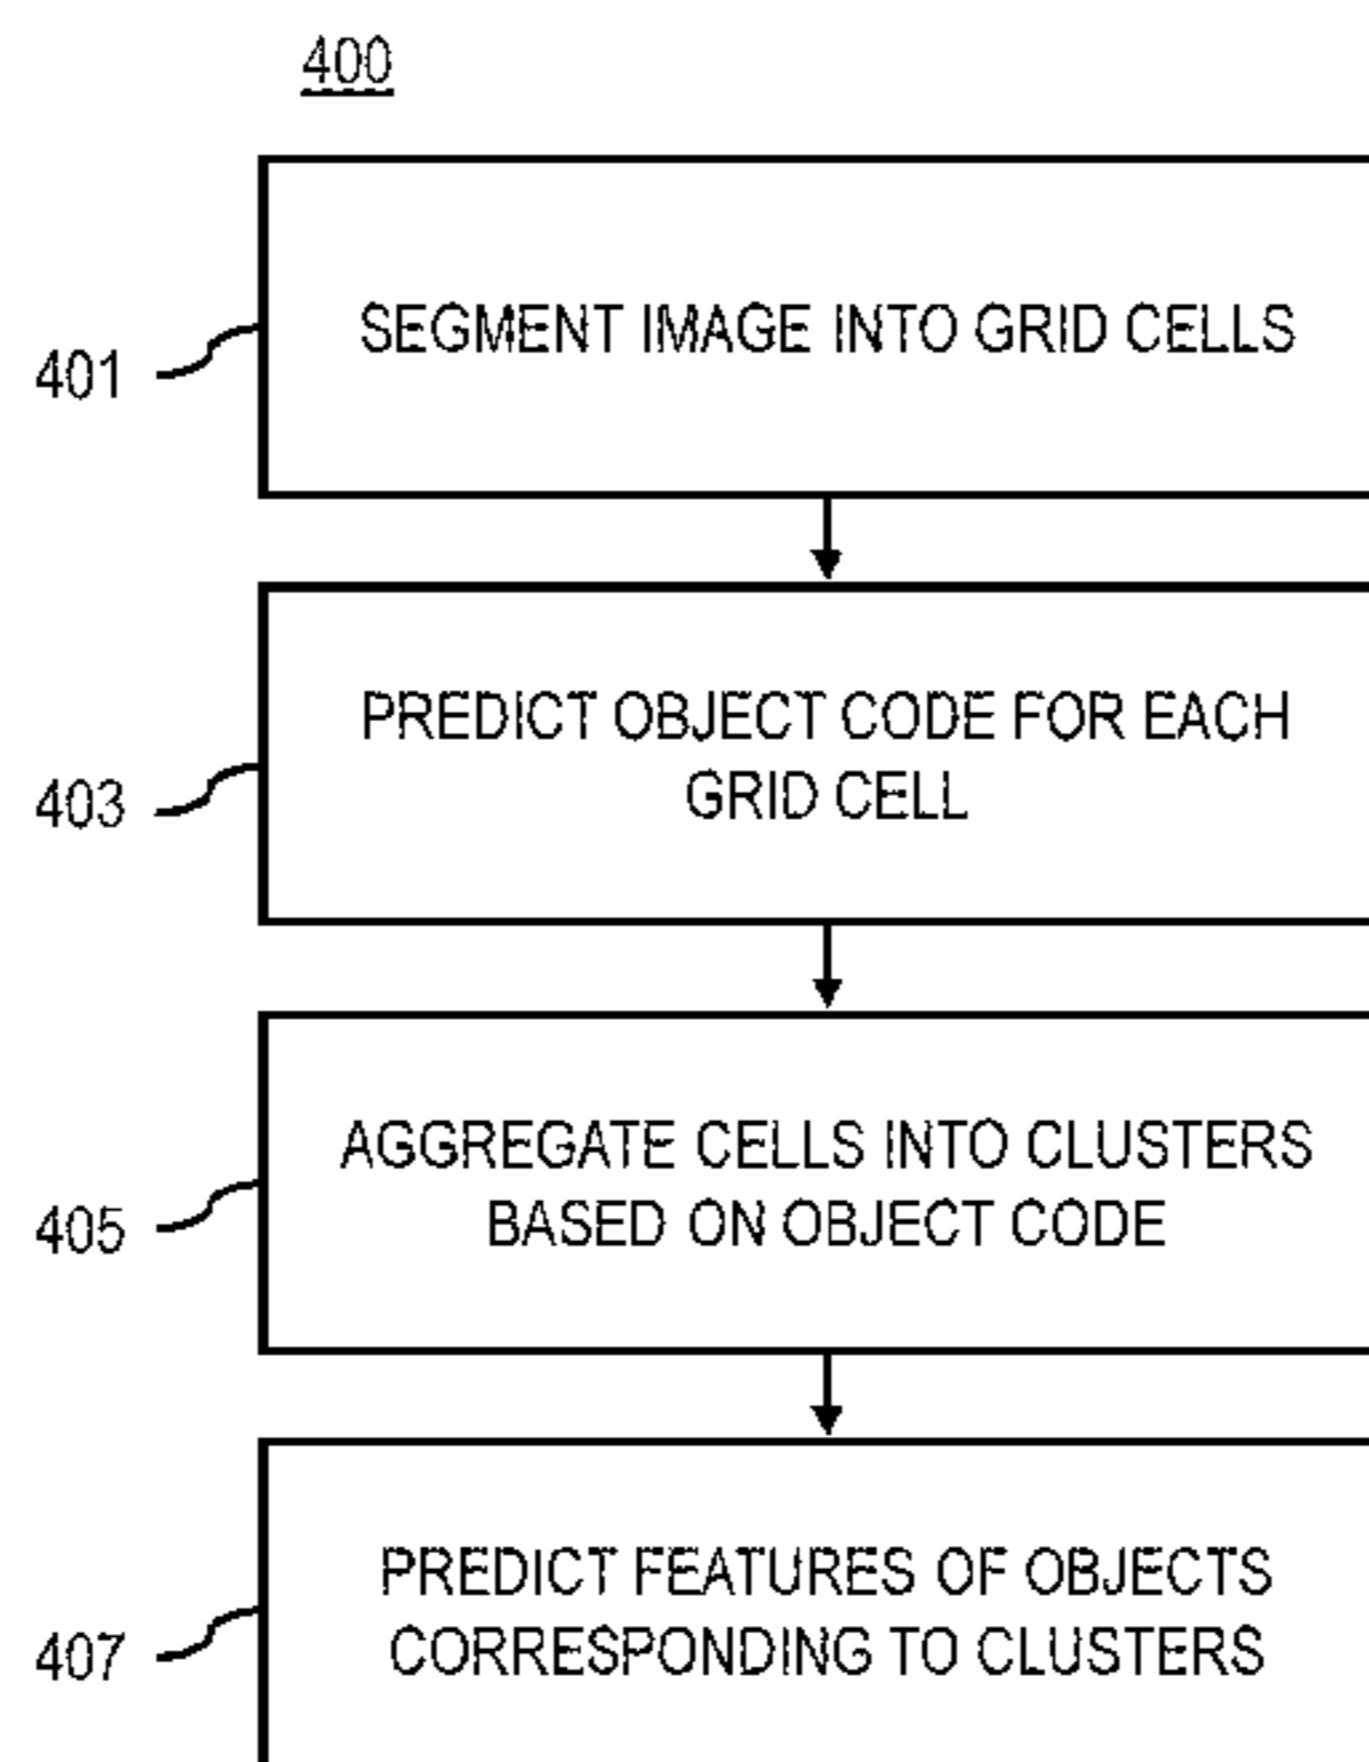 400
SEGMENT IMAGE INTO GRID CELLS
401
PREDICT OBJECT CODE FOR EACH
GRID CELL
403
AGGREGATE CELLS INTO CLUSTERS
BASED ON OBJECT CODE
405
PREDICT FEATURES OF OBJECTS
CORRESPONDING TO CLUSTERS
407